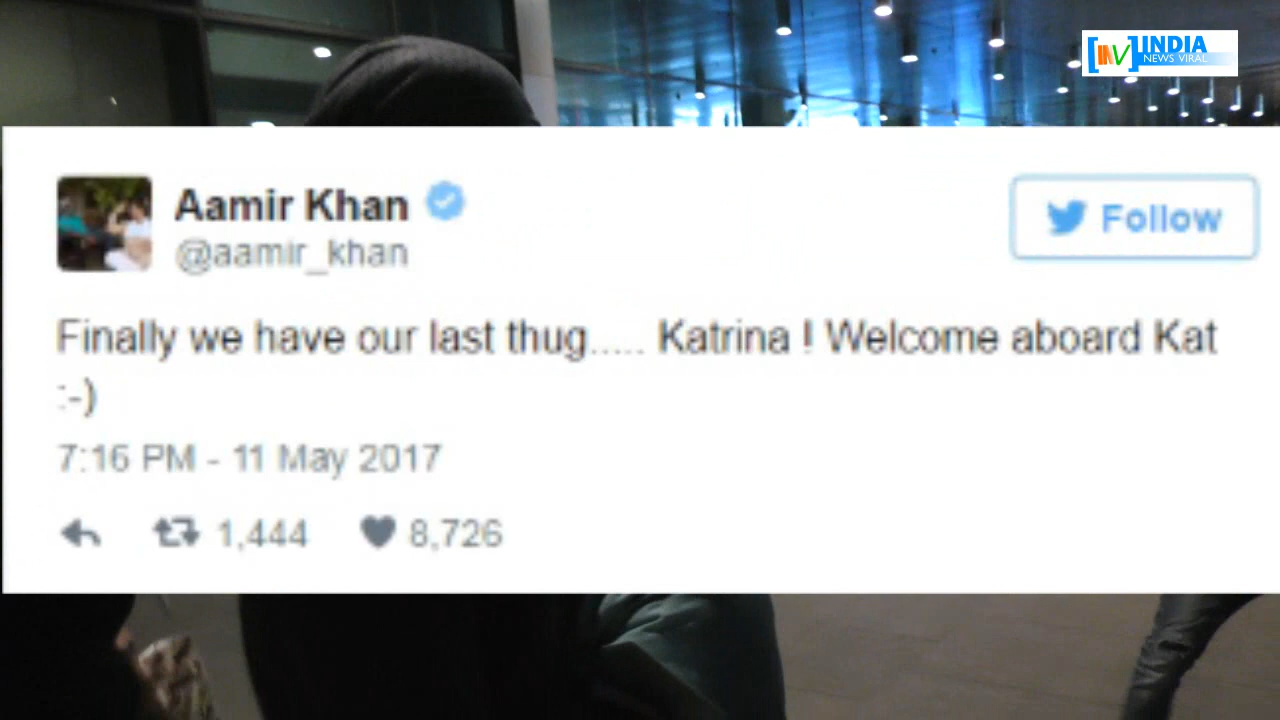 [INV] INDIA
NEWS VIRAL
Aamir Khan
@aamir_khan
Follow
Finally we have our last thug..... Katrina ! Welcome aboard Kat
:-)
7:16 PM - 11 May 2017
1,444 8,726